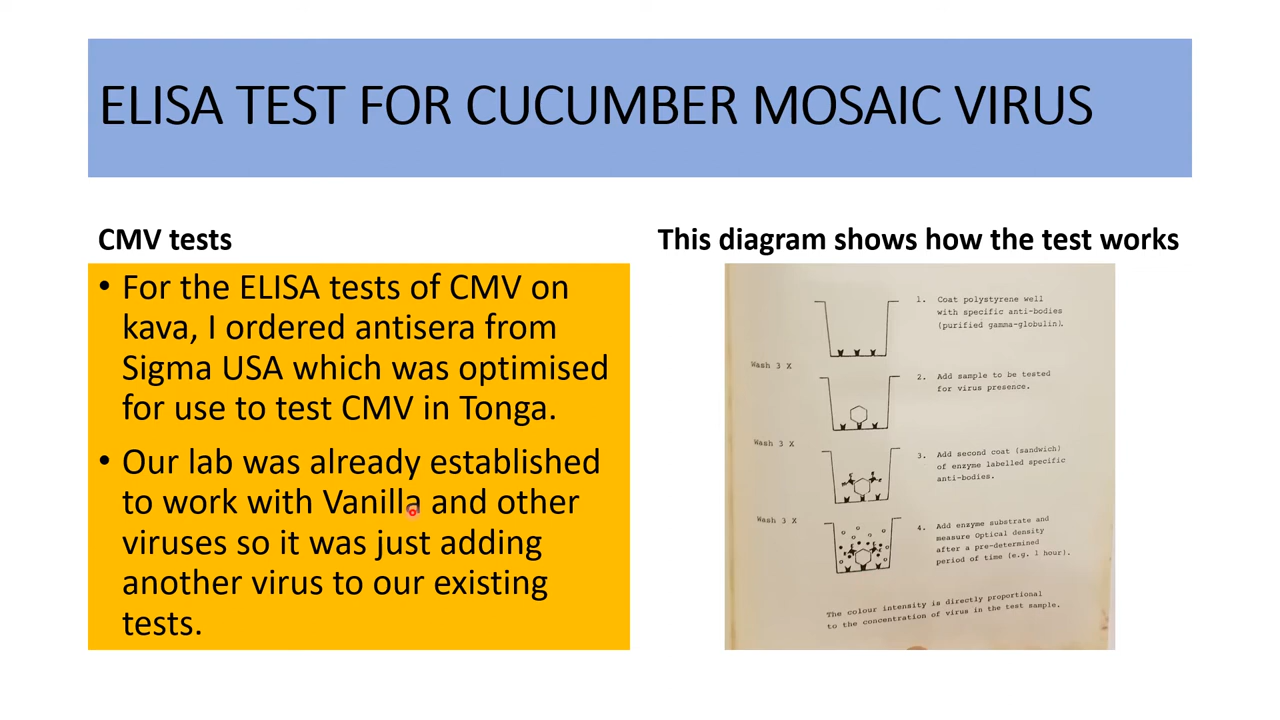 ELISA TEST FOR CUCUMBER MOSAIC VIRUS
CMV tests
• For the ELISA tests of CMV on
kava, I ordered antisera from
Sigma USA which was optimised
for use to test CMV in Tonga.
• Our lab was already established
to work with Vanilla and other
viruses so it was just adding
another virus to our existing
tests.
This diagram shows how the test works
1. Coat polystyrene well
with specific anti-bodies
(purified gamma-globulin).
Wash 3 X
2. Add sample to be tested
for virus presence.
Wash 3 X
3. Add second coat (sandwich)
of enzyme labelled specific
anti-bodies.
Wash 3 X
4. Add enzyme substrate and
measure Optical density
after a pre-determined
period of time (e.g. 1 hour).
The colour intensity is directly proportional
to the concentration of virus in the test sample.